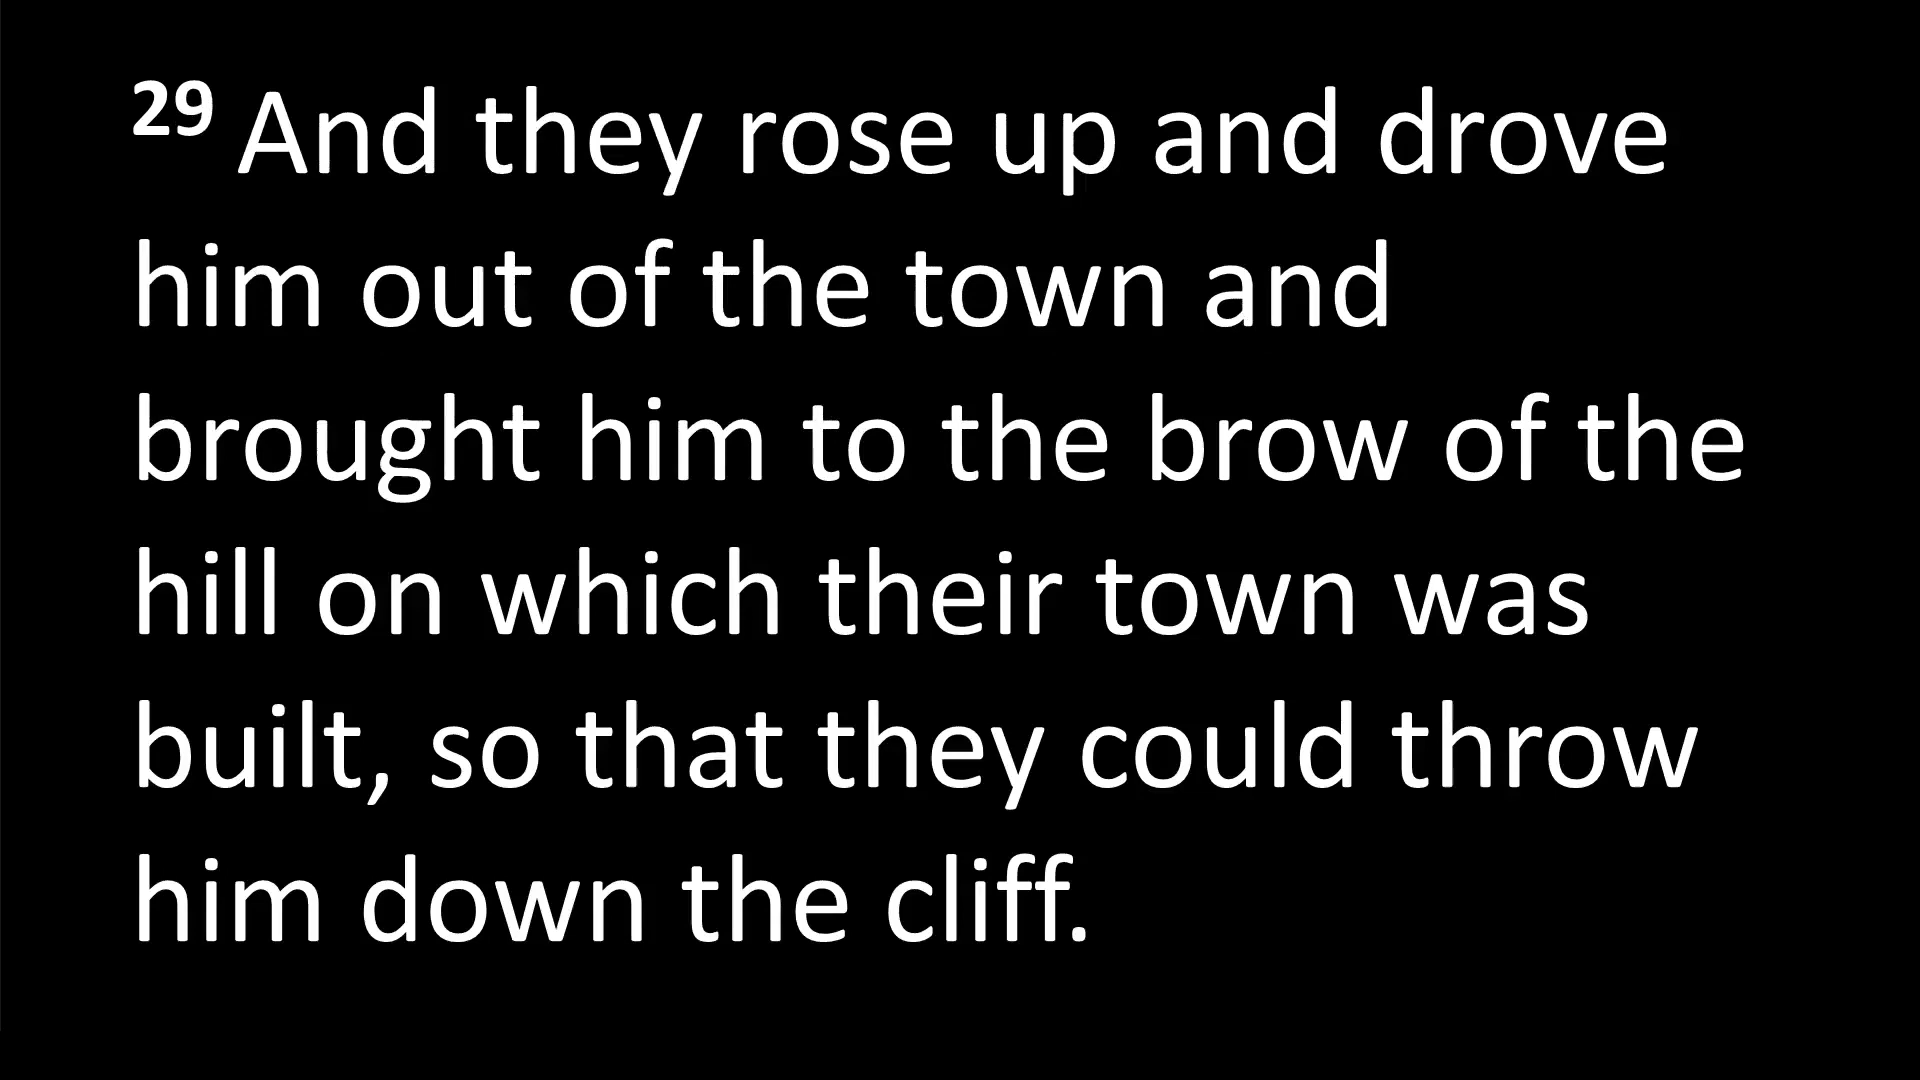 29 And they rose up and drove
him out of the town and
brought him to the brow of the
hill on which their town was
built, so that they could throw
him down the cliff.